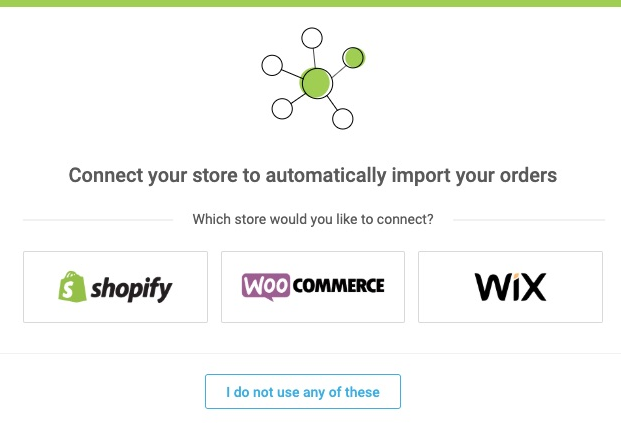 Connect your store to automatically import your orders
Which store would you like to connect?
shopify
WOO COMMERCE
WiX
I do not use any of these